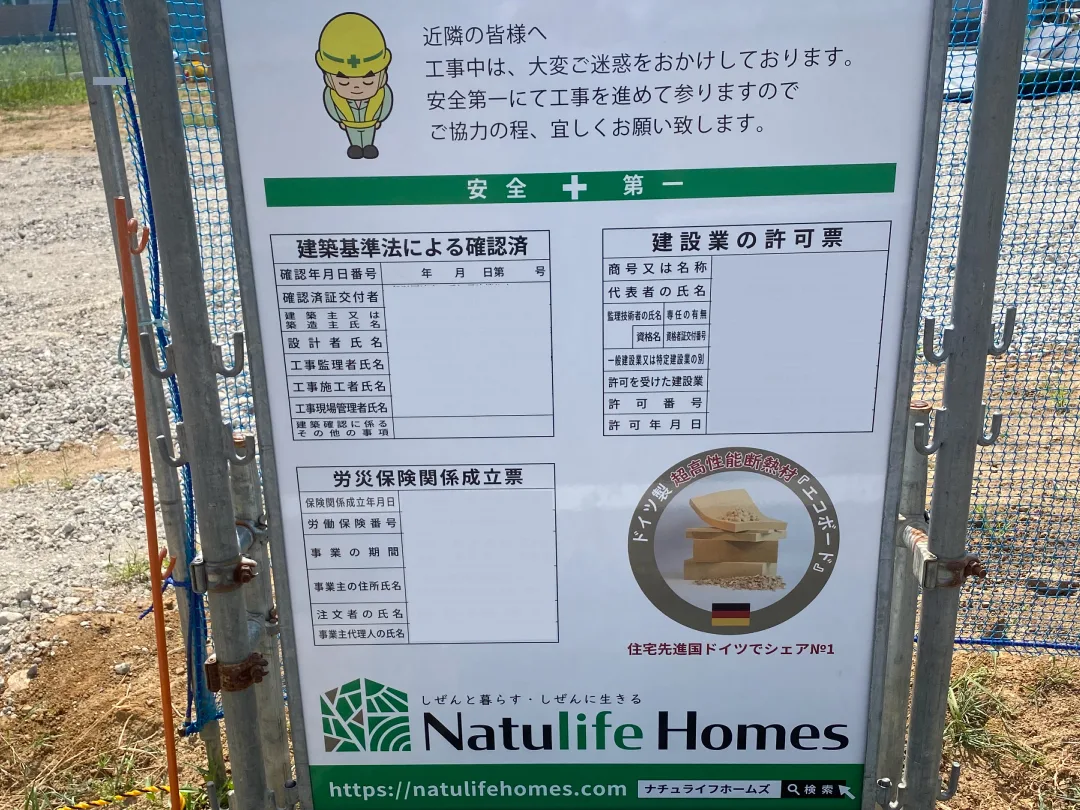 近隣の皆様へ
工事中は、大変ご迷惑をおかけしております。
安全第一にて工事を進めて参りますので
ご協力の程、宜しくお願い致します。
安全 第一
建築基準法による確認済
確認年月日番号 年 月 日第 号
確認済証交付者
建築主又は
築造主氏名
設計者氏名
工事監理者氏名
工事施工者氏名
工事現場管理者氏名
建築確認に係る
その他の事項
建設業の許可票
商号又は名称
代表者の氏名
監理技術者の氏名 専任の有無
資格名 資格者証交付番号
一般建設業又は特定建設業の別
許可を受けた建設業
許可番号
許可年月日
労災保険関係成立票
保険関係成立年月日
労働保険番号
事業の期間
事業主の住所氏名
注文者の氏名
事業主代理人の氏名
ドイツ製 超高性能断熱材『エコボード』
住宅先進国ドイツでシェア№1
しぜんと暮らす・しぜんに生きる
Natulife Homes
https://natulifehomes.com ナチュライフホームズ 検索